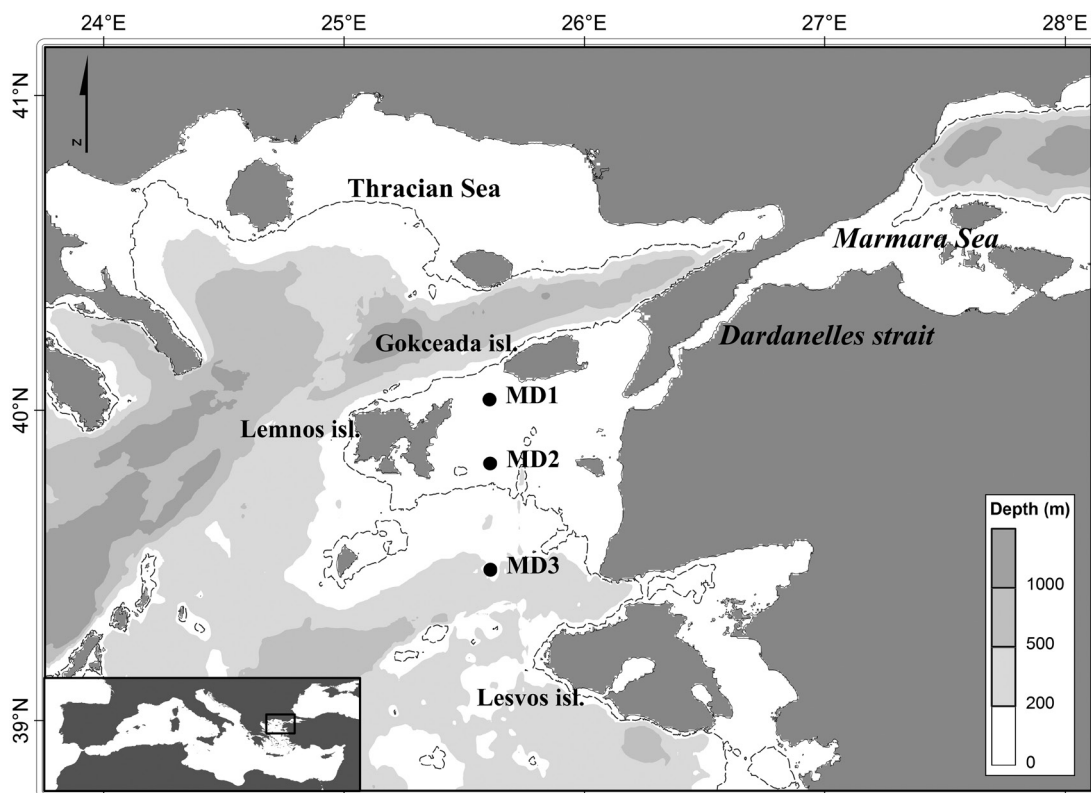 24°E 25°E 26°E 27°E 28°E
41°N
N
Thracian Sea
Marmara Sea
Dardanelles strait
Gokceada isl.
MD1
40°N
Lemnos isl.
MD2
Depth (m)
MD3
1000
500
Lesvos isl.
200
39°N
0